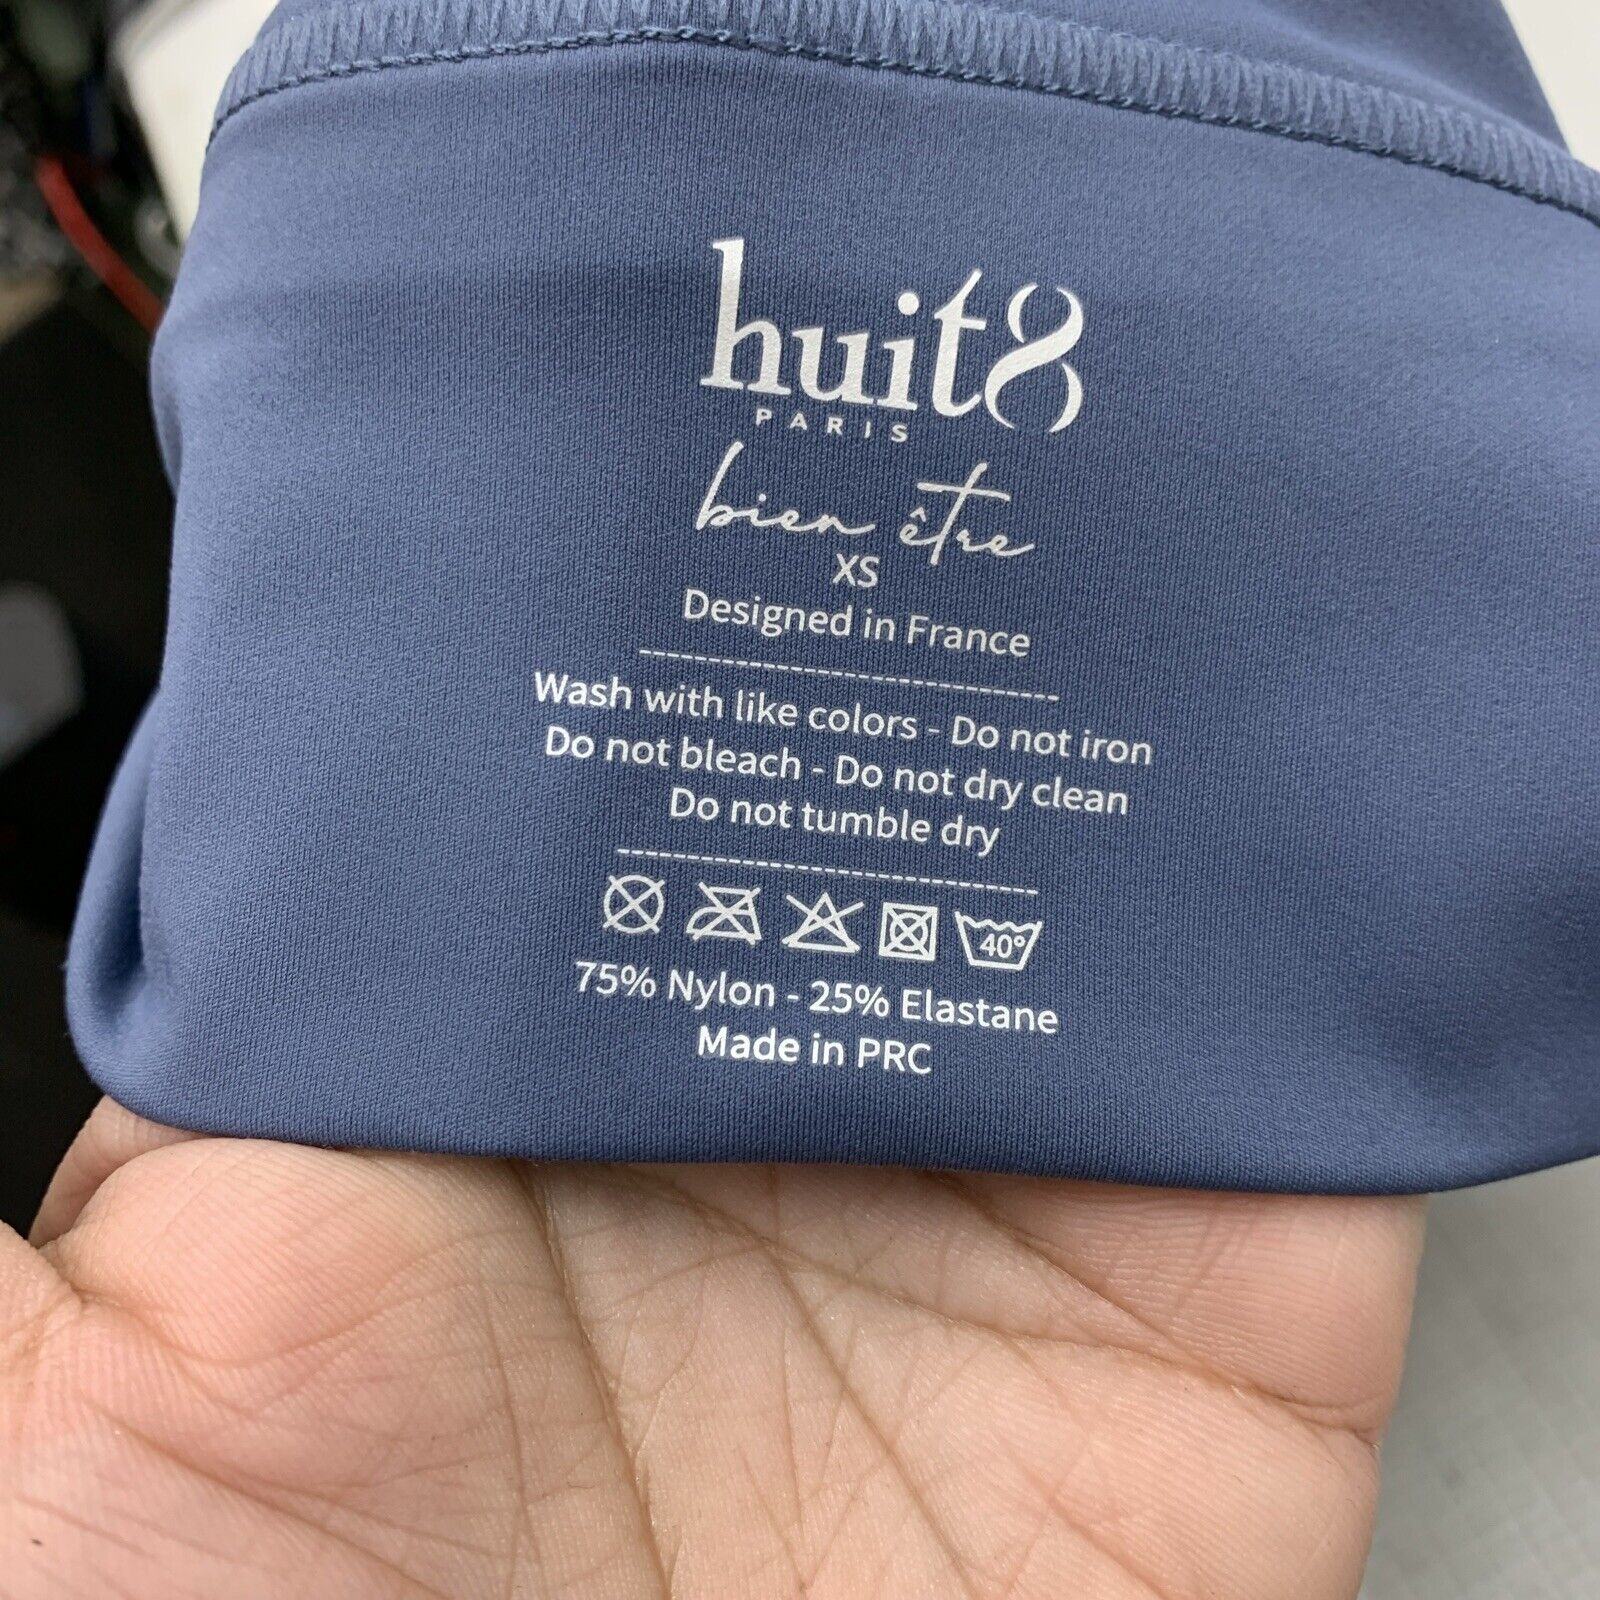 huit8
PARIS
bien être
XS
Designed in France
Wash with like colors - Do not iron
Do not bleach - Do not dry clean
Do not tumble dry
40°
75% Nylon - 25% Elastane
Made in PRC